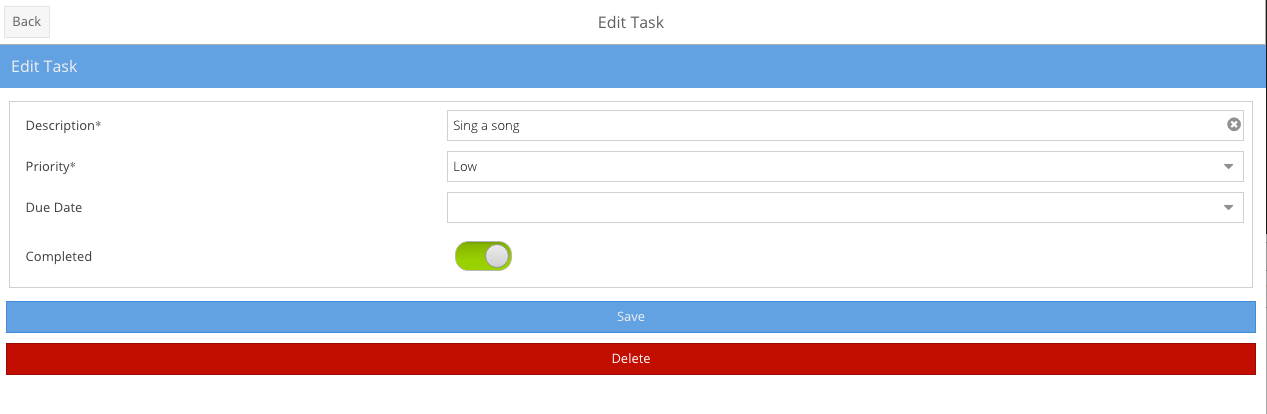 Back
Edit Task
Edit Task
Description* Sing a song
Priority* Low
Due Date
Completed
Save
Delete